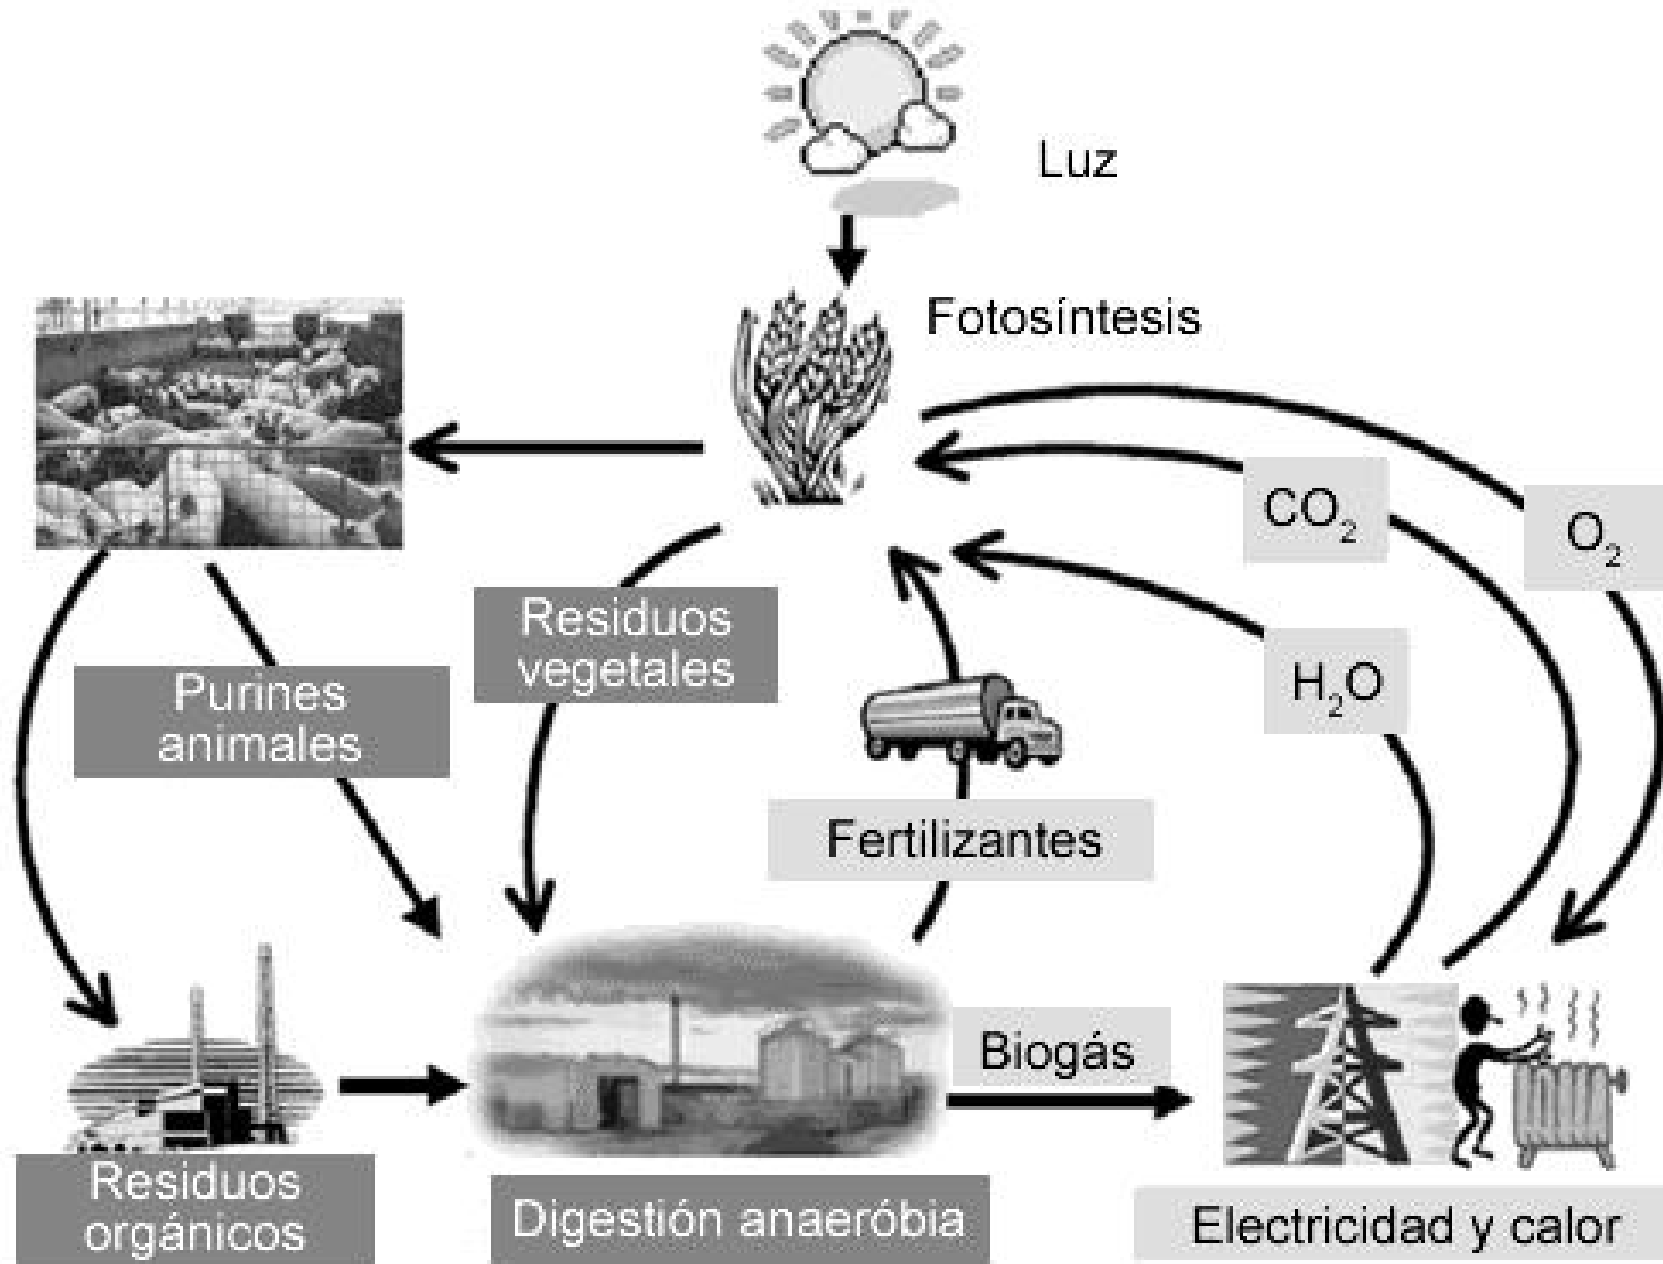 Luz
Fotosíntesis
CO₂
O₂
Residuos
vegetales
H₂O
Purines
animales
Fertilizantes
Biogás
Residuos
orgánicos
Digestión anaeróbia
Electricidad y calor